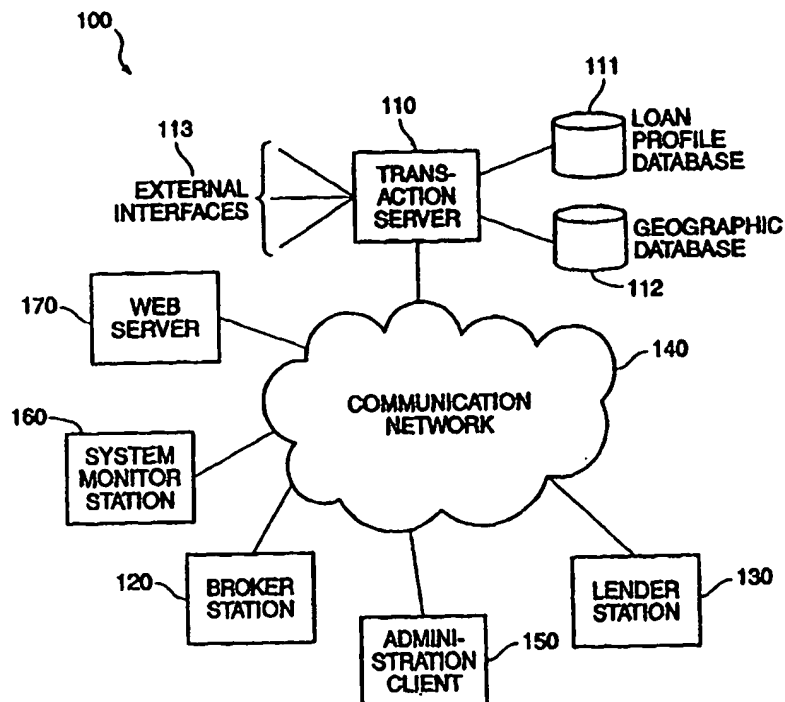 100
111
110
113
EXTERNAL
INTERFACES
TRANS-
ACTION
SERVER
LOAN
PROFILE
DATABASE
GEOGRAPHIC
DATABASE
112
170
WEB
SERVER
140
COMMUNICATION
NETWORK
160
SYSTEM
MONITOR
STATION
120
BROKER
STATION
LENDER
STATION
130
ADMINI-
STRATION
CLIENT
150